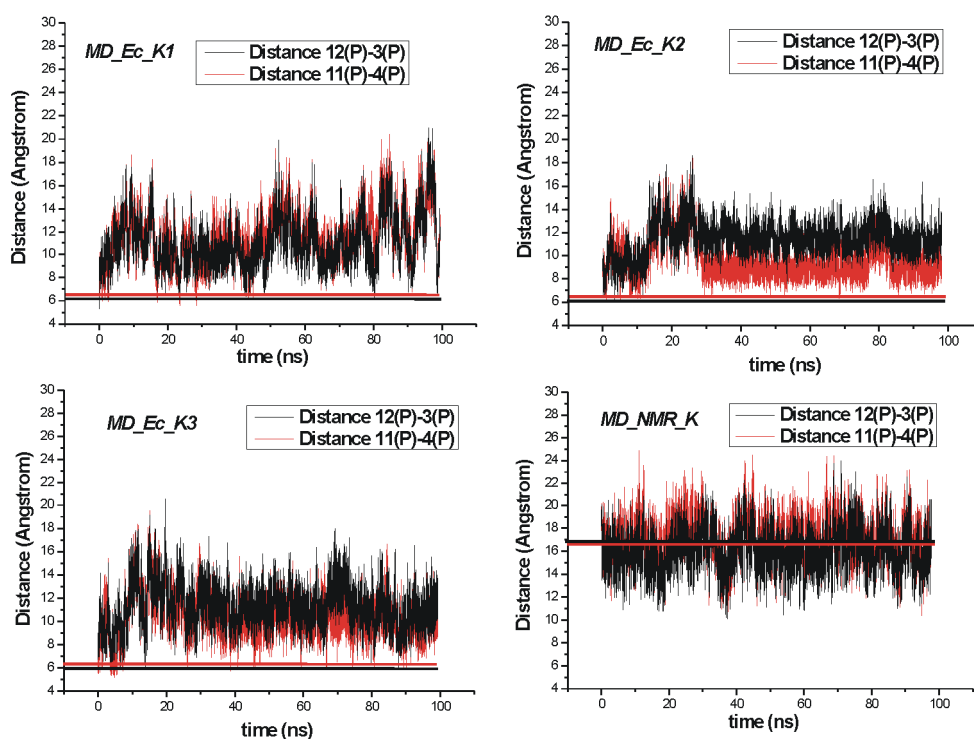 MD_Ec_K1
Distance 12(P)-3(P)
Distance 11(P)-4(P)
Distance (Angstrom)
30
28
26
24
22
20
18
16
14
12
10
8
6
4
0 20 40 60 80 100
time (ns)
MD_Ec_K2
Distance 12(P)-3(P)
Distance 11(P)-4(P)
Distance (Angstrom)
30
28
26
24
22
20
18
16
14
12
10
8
6
4
0 20 40 60 80 100
time (ns)
MD_Ec_K3
Distance 12(P)-3(P)
Distance 11(P)-4(P)
Distance (Angstrom)
30
28
26
24
22
20
18
16
14
12
10
8
6
4
0 20 40 60 80 100
time (ns)
MD_NMR_K
Distance 12(P)-3(P)
Distance 11(P)-4(P)
Distance (Angstrom)
30
28
26
24
22
20
18
16
14
12
10
8
6
4
0 20 40 60 80 100
time (ns)